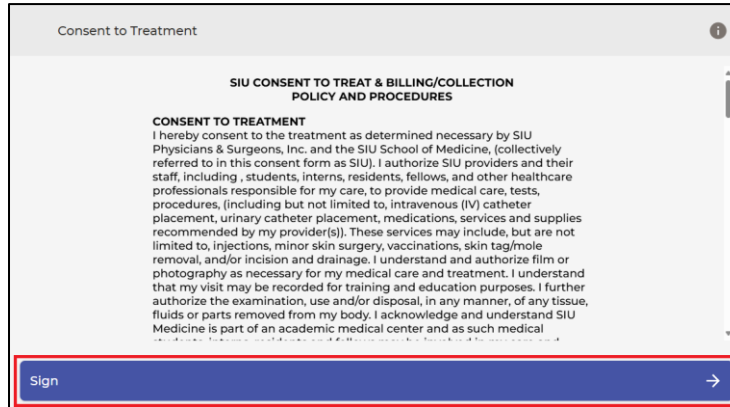 Consent to Treatment
SIU CONSENT TO TREAT & BILLING/COLLECTION
POLICY AND PROCEDURES
CONSENT TO TREATMENT
I hereby consent to the treatment as determined necessary by SIU
Physicians & Surgeons, Inc. and the SIU School of Medicine, (collectively
referred to in this consent form as SIU). I authorize SIU providers and their
staff, including , students, interns, residents, fellows, and other healthcare
professionals responsible for my care, to provide medical care, tests,
procedures, (including but not limited to, intravenous (IV) catheter
placement, urinary catheter placement, medications, services and supplies
recommended by my provider(s)). These services may include, but are not
limited to, injections, minor skin surgery, vaccinations, skin tag/mole
removal, and/or incision and drainage. I understand and authorize film or
photography as necessary for my medical care and treatment. I understand
that my visit may be recorded for training and education purposes. I further
authorize the examination, use and/or disposal, in any manner, of any tissue,
fluids or parts removed from my body. I acknowledge and understand SIU
Medicine is part of an academic medical center and as such medical
Sign